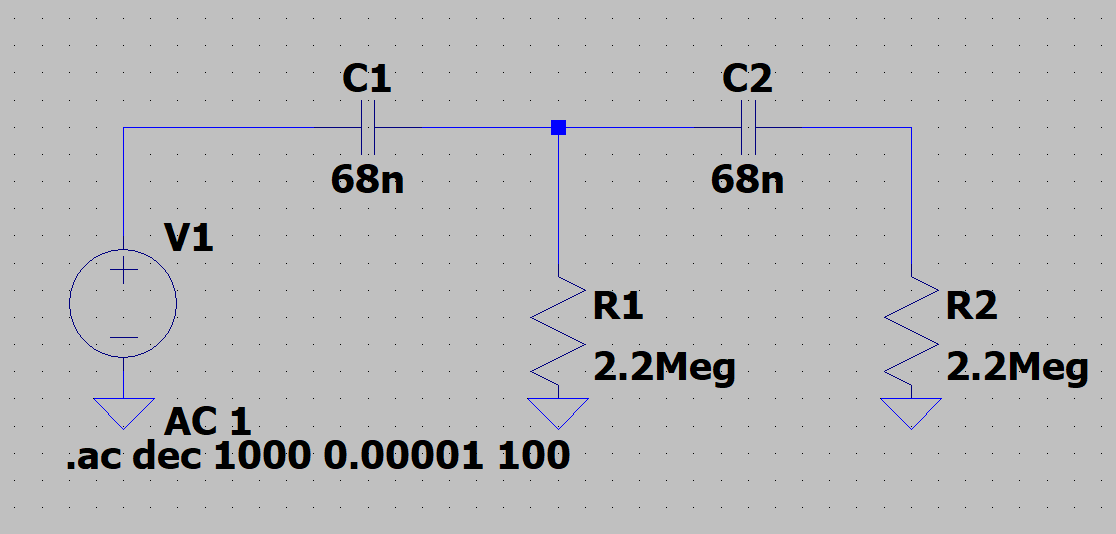 C1
C2
68n
68n
V1
R1
R2
2.2Meg
2.2Meg
AC 1
.ac dec 1000 0.00001 100